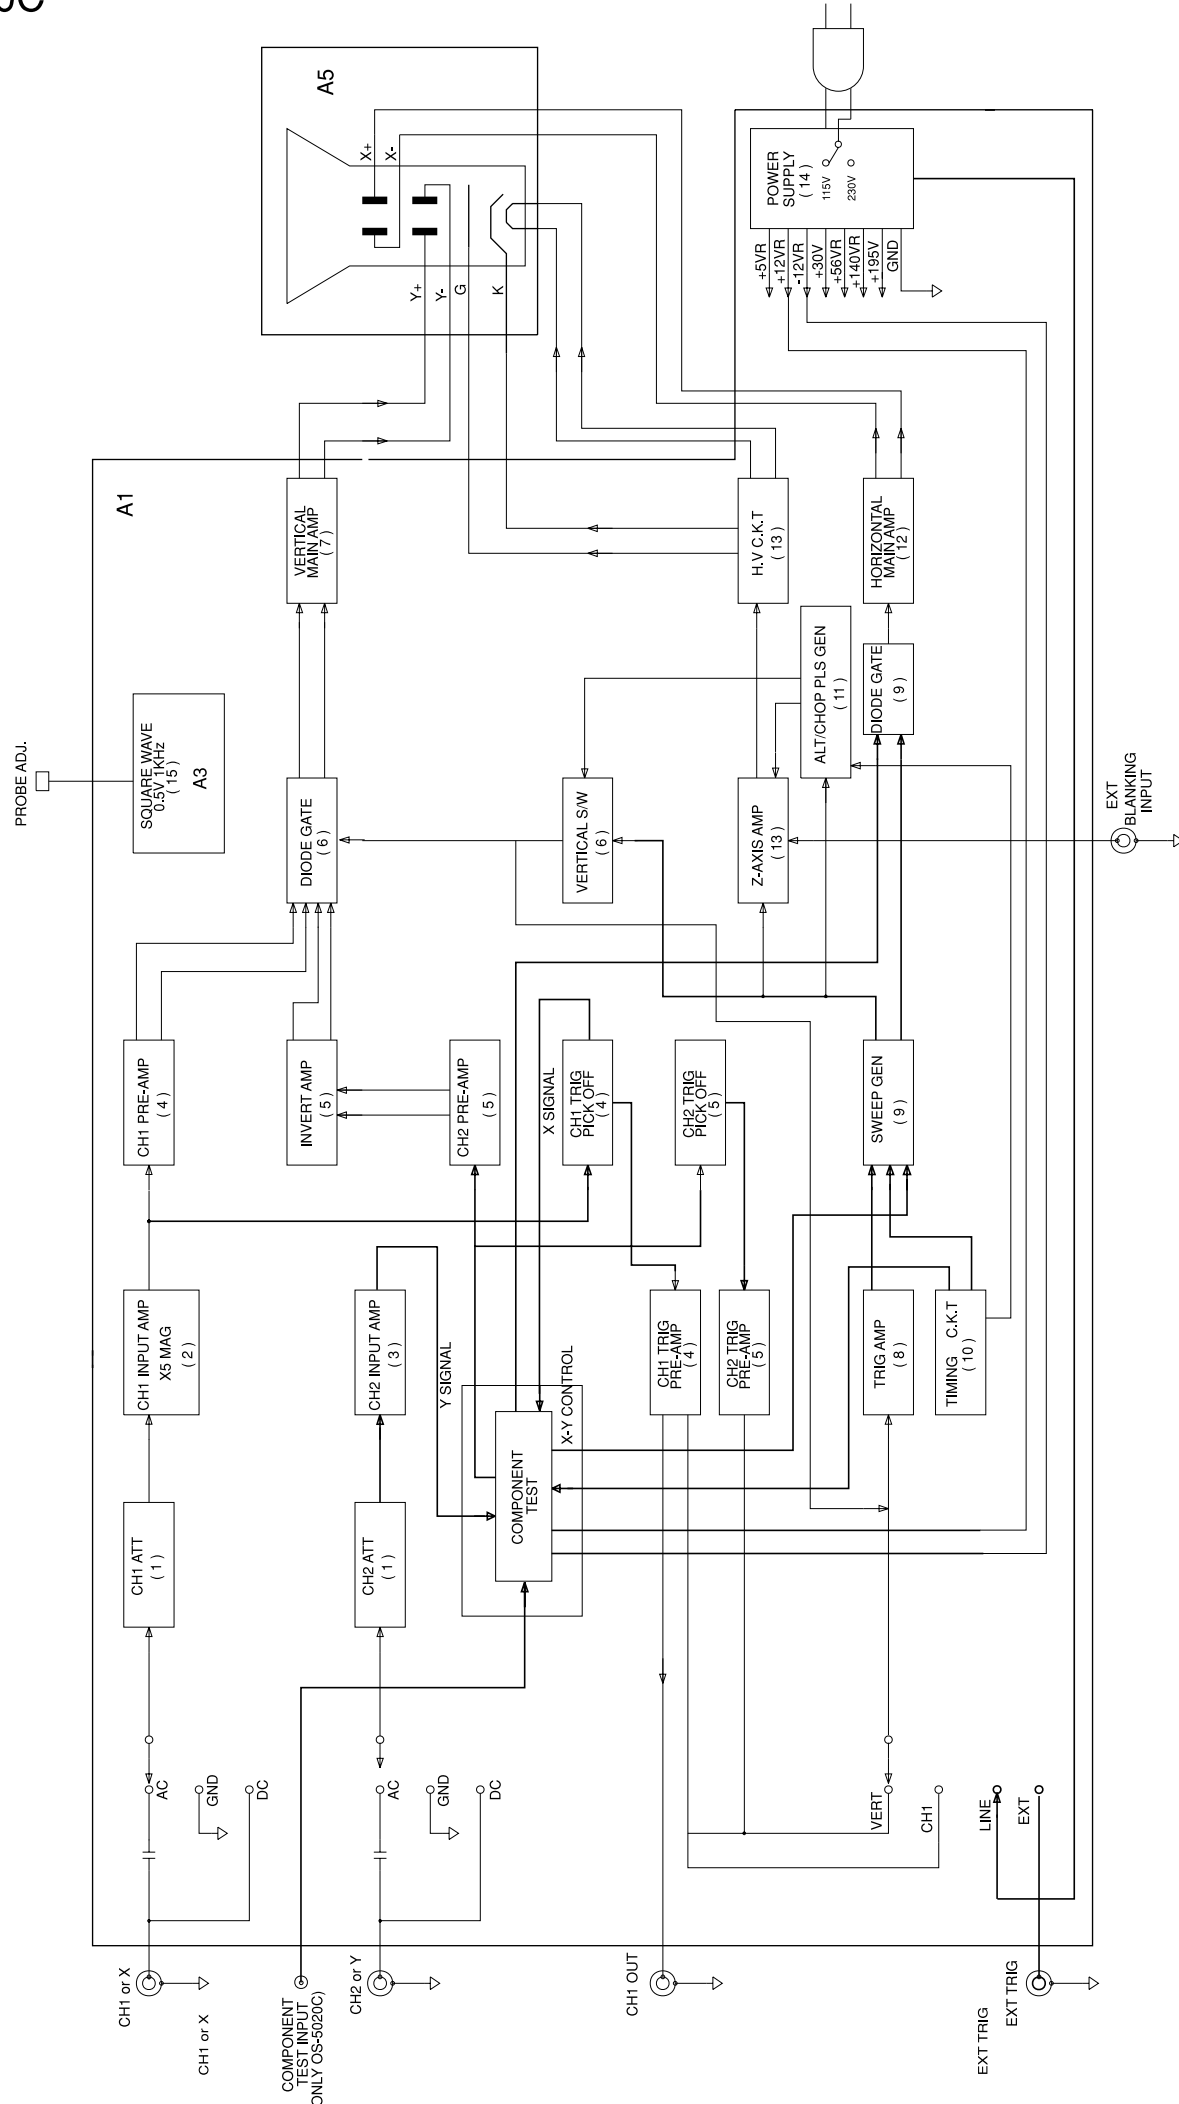 A5
X+
X-
Y+
Y-
G
K
POWER
SUPPLY
( 14 )
115V
230V
+5VR
+12VR
-12VR
+30V
+56VR
+140VR
+195V
GND
A1
VERTICAL
MAIN AMP
( 7 )
H.V C.K.T
( 13 )
HORIZONTAL
MAIN AMP
( 12 )
PROBE ADJ.
SQUARE WAVE
0.5V 1KHz
( 15 )
A3
DIODE GATE
( 6 )
VERTICAL S/W
( 6 )
Z-AXIS AMP
( 13 )
ALT/CHOP PLS GEN
( 11 )
DIODE GATE
( 9 )
EXT
BLANKING
INPUT
CH1 PRE-AMP
( 4 )
INVERT AMP
( 5 )
CH2 PRE-AMP
( 5 )
X SIGNAL
CH1 TRIG
PICK OFF
( 4 )
CH2 TRIG
PICK OFF
( 5 )
SWEEP GEN
( 9 )
CH1 INPUT AMP
X5 MAG
( 2 )
CH2 INPUT AMP
( 3 )
Y SIGNAL
X-Y CONTROL
COMPONENT
TEST
CH1 TRIG
PRE-AMP
( 4 )
CH2 TRIG
PRE-AMP
( 5 )
TRIG AMP
( 8 )
TIMING C.K.T
( 10 )
CH1 ATT
( 1 )
CH2 ATT
( 1 )
AC
GND
DC
AC
GND
DC
VERT
CH1
LINE
EXT
CH1 or X
CH1 or X
COMPONENT
TEST INPUT
ONLY OS-5020C)
CH2 or Y
CH1 OUT
EXT TRIG
EXT TRIG